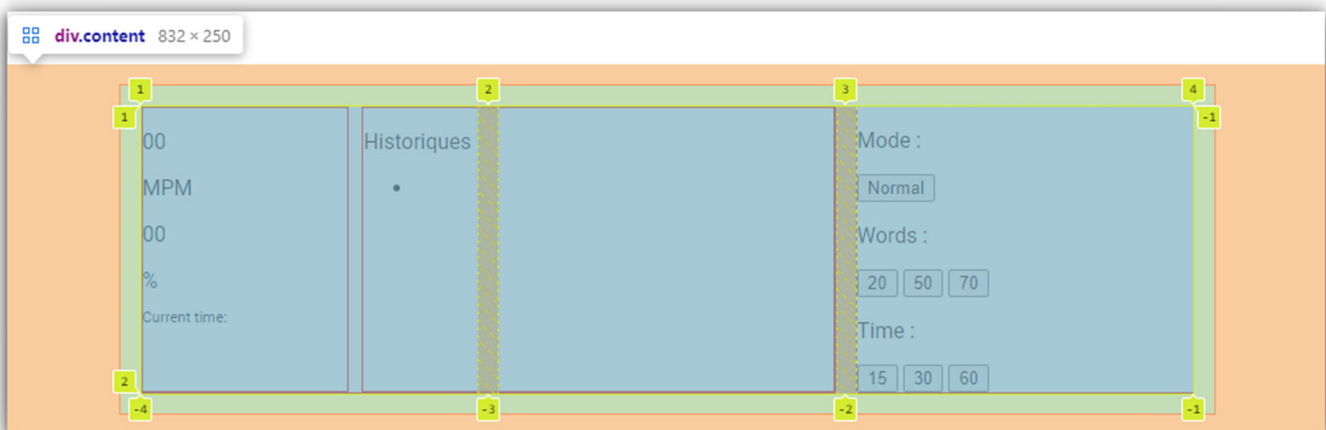 div.content 832 × 250
1 2 3 4
1 -1
00
MPM
00
%
Current time:
Historiques
•
Mode :
Normal
Words :
20 50 70
Time :
15 30 60
2
-4 -3 -2 -1